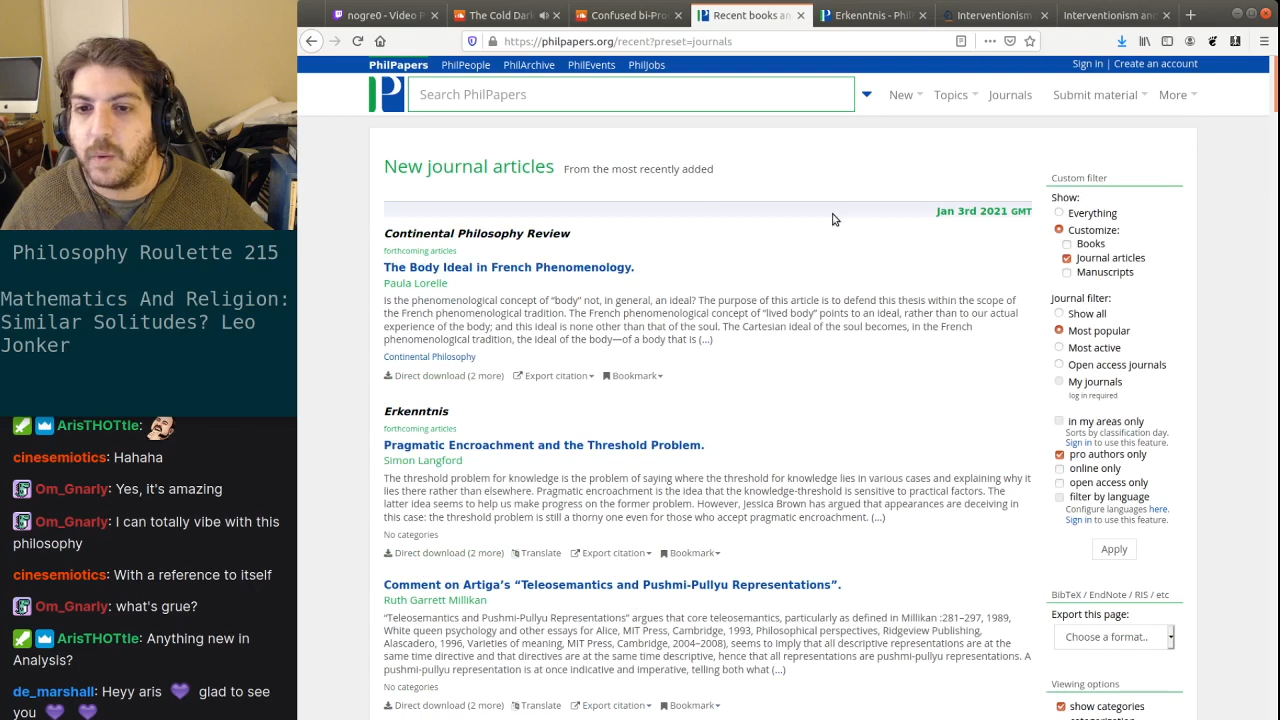 nogre0 - Video P
The Cold Dark
Confused bi-Pro
Recent books an
Erkenntnis - Phil
Interventionism
Interventionism and
https://philpapers.org/recent?preset=journals
PhilPapers PhilPeople PhilArchive PhilEvents PhilJobs
Sign in | Create an account
Search PhilPapers
New Topics Journals Submit material More
New journal articles From the most recently added
Jan 3rd 2021 GMT
Continental Philosophy Review
forthcoming articles
The Body Ideal in French Phenomenology.
Paula Lorelle
Is the phenomenological concept of “body” not, in general, an ideal? The purpose of this article is to defend this thesis within the scope of
the French phenomenological tradition. The French phenomenological concept of “lived body” points to an ideal, rather than to our actual
experience of the body; and this ideal is none other than that of the soul. The Cartesian ideal of the soul becomes, in the French
phenomenological tradition, the ideal of the body—of a body that is (...)
Continental Philosophy
Direct download (2 more) Export citation Bookmark
Erkenntnis
forthcoming articles
Pragmatic Encroachment and the Threshold Problem.
Simon Langford
The threshold problem for knowledge is the problem of saying where the threshold for knowledge lies in various cases and explaining why it
lies there rather than elsewhere. Pragmatic encroachment is the idea that the knowledge-threshold is sensitive to practical factors. The
latter idea seems to help us make progress on the former problem. However, Jessica Brown has argued that appearances are deceiving in
this case: the threshold problem is still a thorny one even for those who accept pragmatic encroachment. (...)
No categories
Direct download (2 more) Translate Export citation Bookmark
Comment on Artiga’s “Teleosemantics and Pushmi-Pullyu Representations”.
Ruth Garrett Millikan
“Teleosemantics and Pushmi-Pullyu Representations” argues that core teleosemantics, particularly as defined in Millikan :281–297, 1989,
White queen psychology and other essays for Alice, MIT Press, Cambridge, 1993, Philosophical perspectives, Ridgeview Publishing,
Alascadero, 1996, Varieties of meaning, MIT Press, Cambridge, 2004–2008), seems to imply that all descriptive representations are at the
same time directive and that directives are at the same time descriptive, hence that all representations are pushmi-pullyu representations. A
pushmi-pullyu representation is at once indicative and imperative, telling both what (...)
No categories
Direct download (2 more) Translate Export citation Bookmark
Custom filter
Show:
Everything
Customize:
Books
Journal articles
Manuscripts
Journal filter:
Show all
Most popular
Most active
Open access journals
My journals
log in required
in my areas only
Sorts by classification day.
Sign in to use this feature.
pro authors only
online only
open access only
filter by language
Configure languages here.
Sign in to use this feature.
Apply
BibTeX / EndNote / RIS / etc
Export this page:
Choose a format..
Viewing options
show categories
categorization
Philosophy Roulette 215
Mathematics And Religion:
Similar Solitudes? Leo
Jonker
ArisTHOTtle:
cinesemiotics: Hahaha
Om_Gnarly: Yes, it's amazing
Om_Gnarly: I can totally vibe with this
philosophy
cinesemiotics: With a reference to itself
Om_Gnarly: what's grue?
ArisTHOTtle: Anything new in
Analysis?
de_marshall: Heyy aris glad to see
you